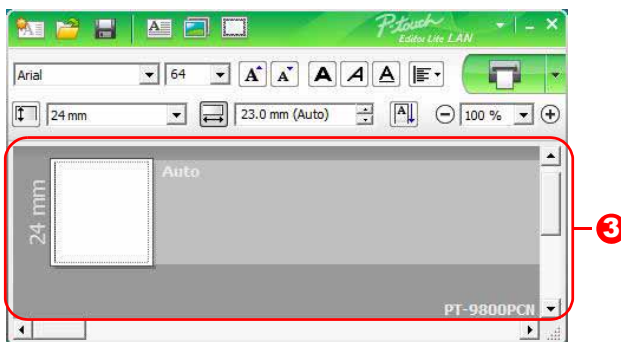 P-touch
Editor Lite LAN
Arial 64 A A A A A
24 mm 23.0 mm (Auto) A 100 %
Auto
24 mm
3
PT-9800PCN